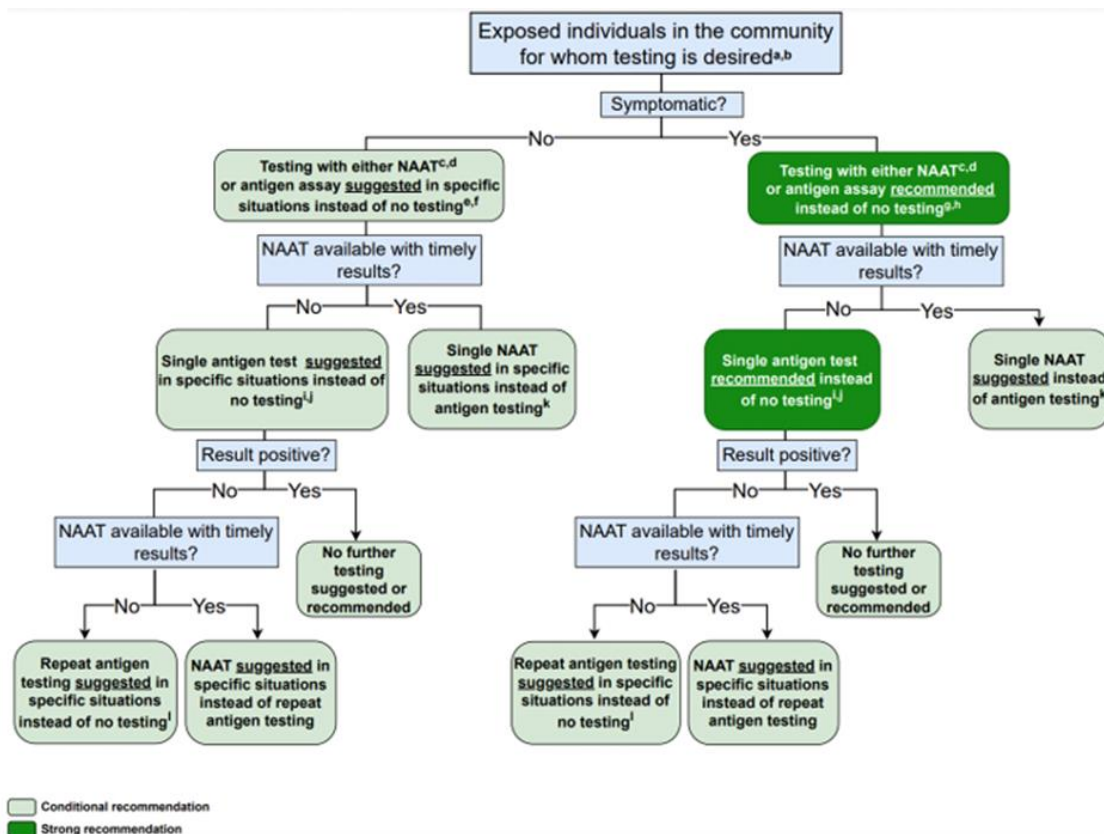 Exposed individuals in the community
for whom testing is desiredᵃ,ᵇ
Symptomatic?
No
Yes
Testing with either NAATᶜ,ᵈ
or antigen assay suggested in specific
situations instead of no testingᵉ,ᶠ
Testing with either NAATᶜ,ᵈ
or antigen assay recommended
instead of no testingᵍ,ʰ
NAAT available with timely
results?
NAAT available with timely
results?
No
Yes
No
Yes
Single antigen test suggested
in specific situations instead of
no testingⁱ,ʲ
Single NAAT
suggested in specific
situations instead of
antigen testingᵏ
Single antigen test
recommended instead
of no testingⁱ,ʲ
Single NAAT
suggested instead
of antigen testingᵏ
Result positive?
Result positive?
No
Yes
No
Yes
NAAT available with timely
results?
No further
testing
suggested or
recommended
NAAT available with timely
results?
No further
testing
suggested or
recommended
No
Yes
No
Yes
Repeat antigen
testing suggested in
specific situations
instead of no testingˡ
NAAT suggested in
specific situations
instead of repeat
antigen testing
Repeat antigen testing
suggested in specific
situations instead of
no testingˡ
NAAT suggested in
specific situations
instead of repeat
antigen testing
Conditional recommendation
Strong recommendation